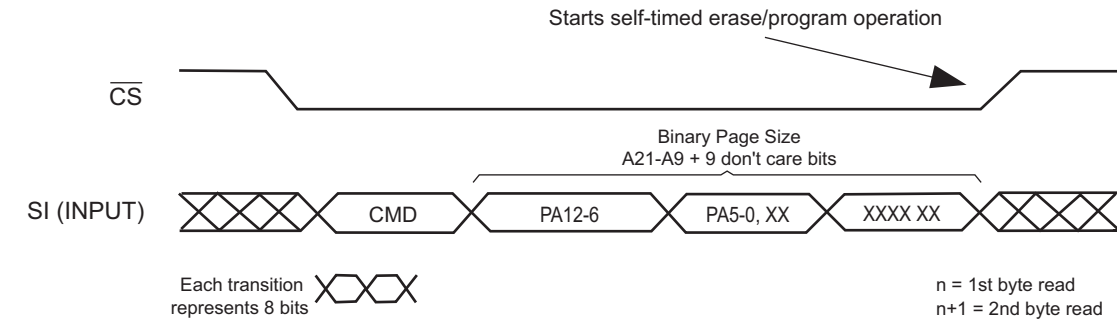 Starts self-timed erase/program operation
CS
Binary Page Size
A21-A9 + 9 don't care bits
SI (INPUT)
CMD
PA12-6
PA5-0, XX
XXXX XX
Each transition
represents 8 bits
n = 1st byte read
n+1 = 2nd byte read